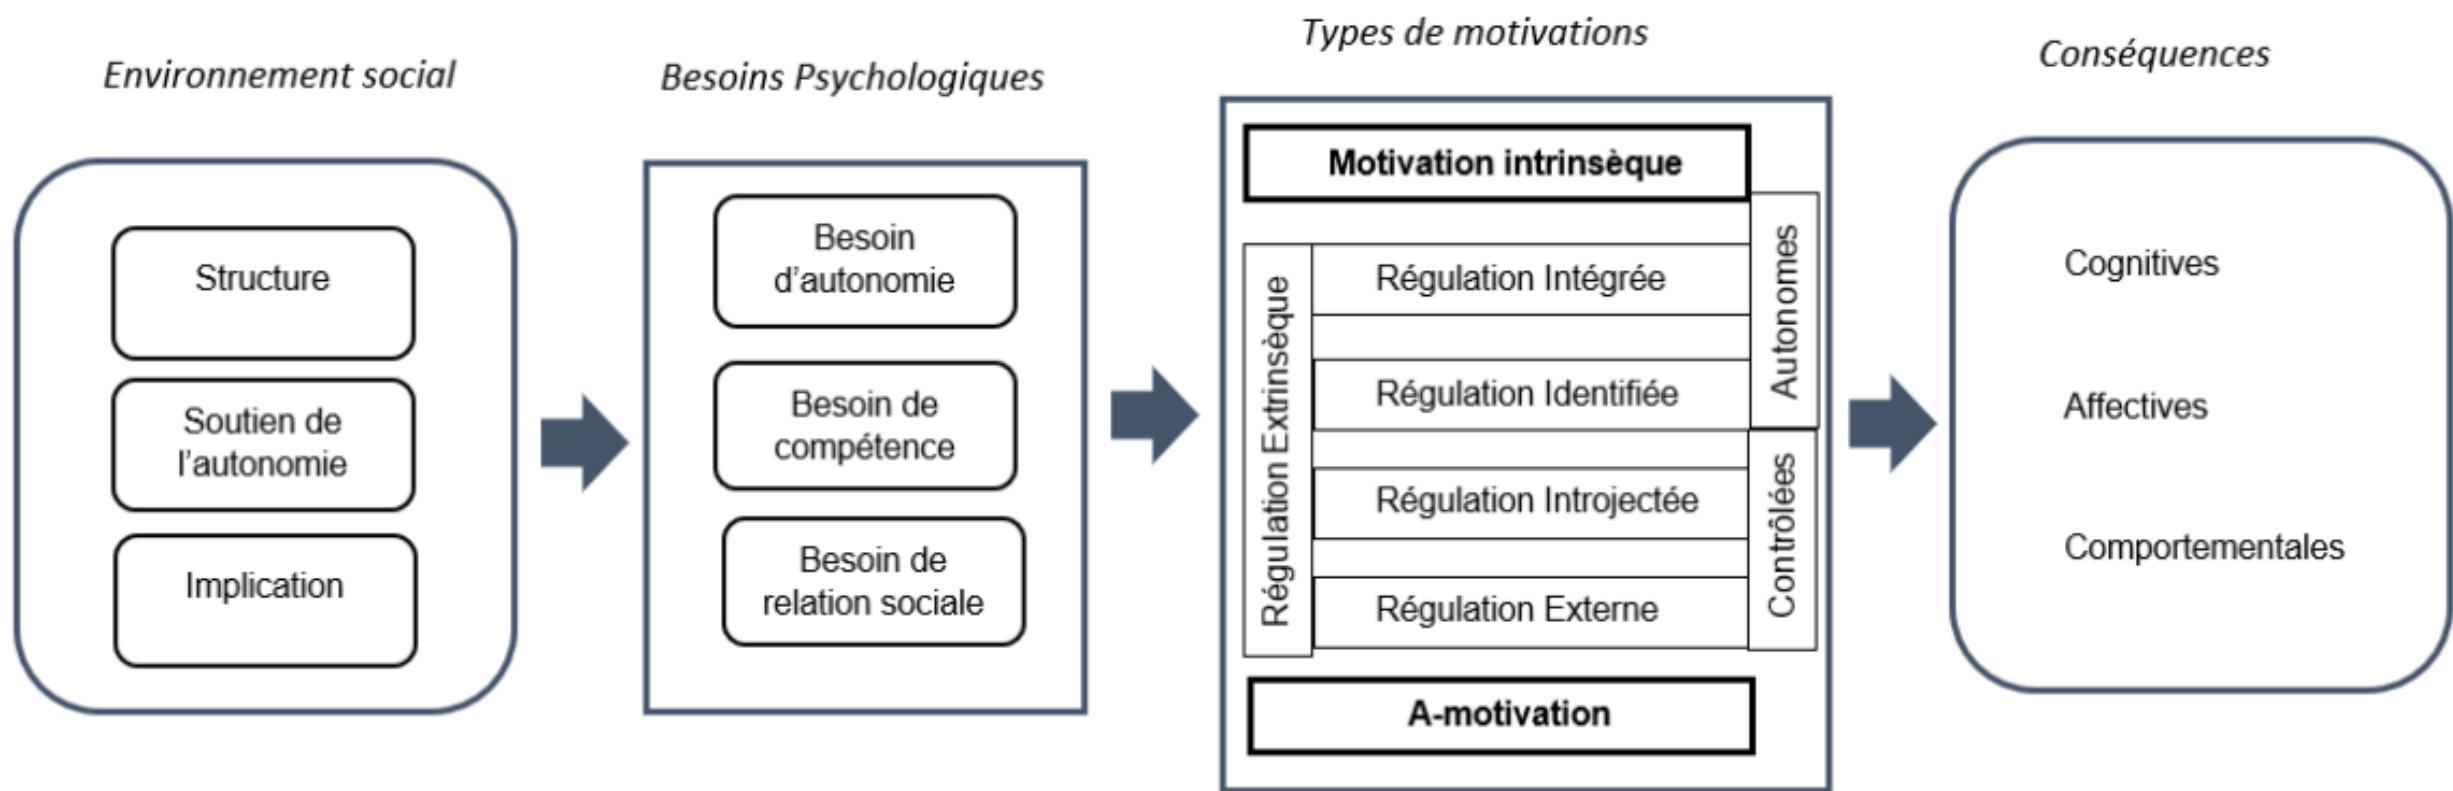 Environnement social
Structure
Soutien de
l'autonomie
Implication
Besoins Psychologiques
Besoin
d'autonomie
Besoin de
compétence
Besoin de
relation sociale
Types de motivations
Motivation intrinsèque
Régulation Extrinsèque
Régulation Intégrée
Régulation Identifiée
Régulation Introjectée
Régulation Externe
Autonomes
Contrôlées
A-motivation
Conséquences
Cognitives
Affectives
Comportementales